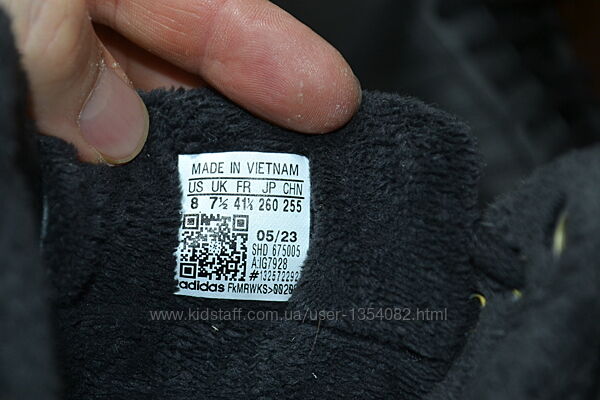 MADE IN VIETNAM
US UK FR JP CHN
8 7½ 41⅓ 260 255
05/23
SHD 675005
A:IG7928
#132572292
adidas
www.kidstaff.com.ua/user-1354082.html